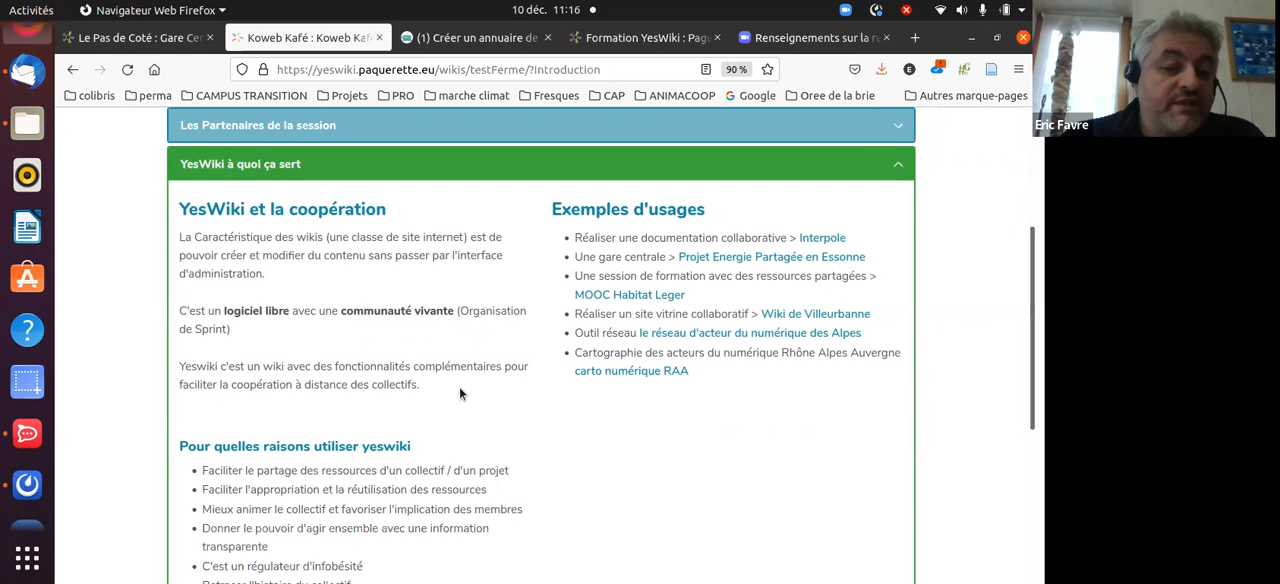 Activités
Navigateur Web Firefox
10 déc. 11:16
Le Pas de Coté : Gare Cen
Koweb Kafé : Koweb Kaf
(1) Créer un annuaire de
Formation YesWiki : Pag
Renseignements sur la r
https://yeswiki.paquerette.eu/wikis/testFerme/?Introduction
90 %
colibris
perma
CAMPUS TRANSITION
Projets
PRO
marche climat
Fresques
CAP
ANIMACOOP
Google
Oree de la brie
Autres marque-pages
Eric Favre
Les Partenaires de la session
YesWiki à quoi ça sert
YesWiki et la coopération
La Caractéristique des wikis (une classe de site internet) est de
pouvoir créer et modifier du contenu sans passer par l'interface
d'administration.
C'est un logiciel libre avec une communauté vivante (Organisation
de Sprint)
Yeswiki c'est un wiki avec des fonctionnalités complémentaires pour
faciliter la coopération à distance des collectifs.
Pour quelles raisons utiliser yeswiki
Faciliter le partage des ressources d'un collectif / d'un projet
Faciliter l'appropriation et la réutilisation des ressources
Mieux animer le collectif et favoriser l'implication des membres
Donner le pouvoir d'agir ensemble avec une information
transparente
C'est un régulateur d'infobésité
Retracer l'histoire du collectif
Exemples d'usages
Réaliser une documentation collaborative > Interpole
Une gare centrale > Projet Energie Partagée en Essonne
Une session de formation avec des ressources partagées >
MOOC Habitat Leger
Réaliser un site vitrine collaboratif > Wiki de Villeurbanne
Outil réseau le réseau d'acteur du numérique des Alpes
Cartographie des acteurs du numérique Rhône Alpes Auvergne
carto numérique RAA